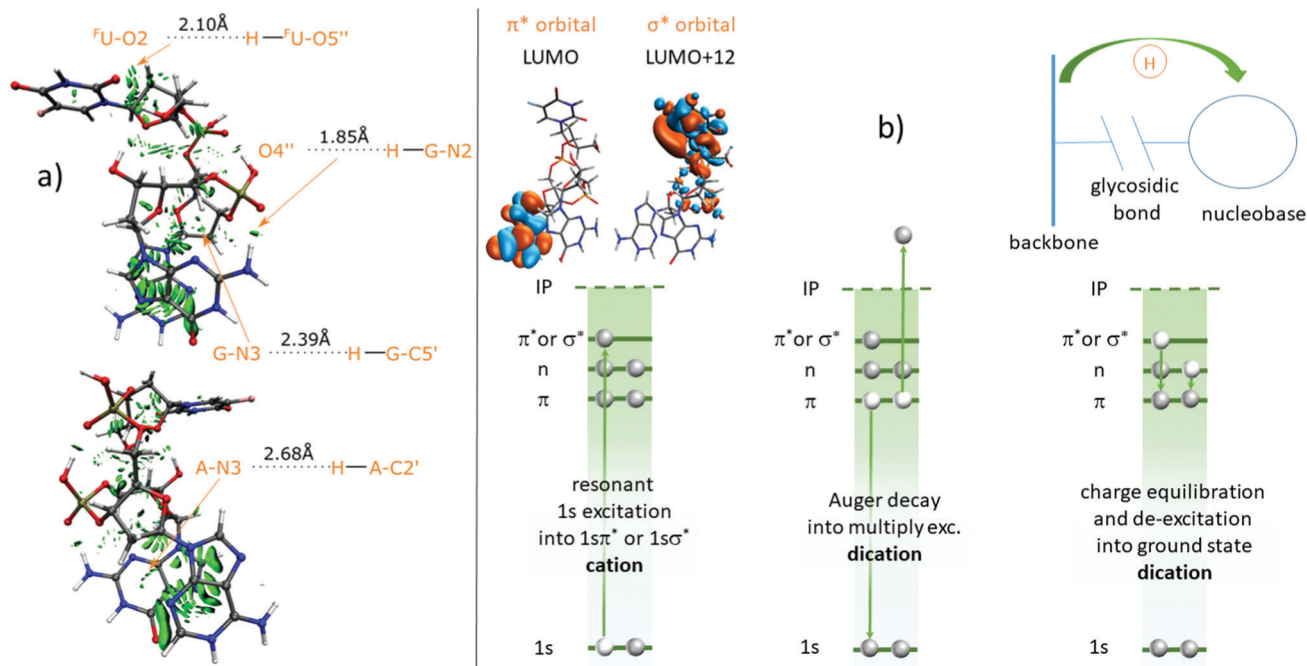 a)
2.10Å
ᶠU-O2 H ᶠU-O5''
1.85Å
O4'' H G-N2
2.39Å
G-N3 H G-C5'
2.68Å
A-N3 H A-C2'
π* orbital
LUMO
σ* orbital
LUMO+12
b)
H
glycosidic
bond
nucleobase
backbone
IP
π*or σ*
n
π
resonant
1s excitation
into 1sπ* or 1sσ*
cation
1s
IP
π*or σ*
n
π
Auger decay
into multiply exc.
dication
1s
IP
π*or σ*
n
π
charge equilibration
and de-excitation
into ground state
dication
1s